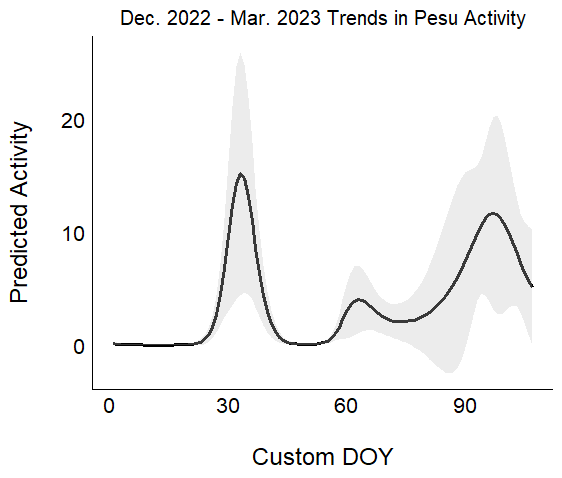 Dec. 2022 - Mar. 2023 Trends in Pesu Activity
Predicted Activity
20
10
0
0 30 60 90
Custom DOY